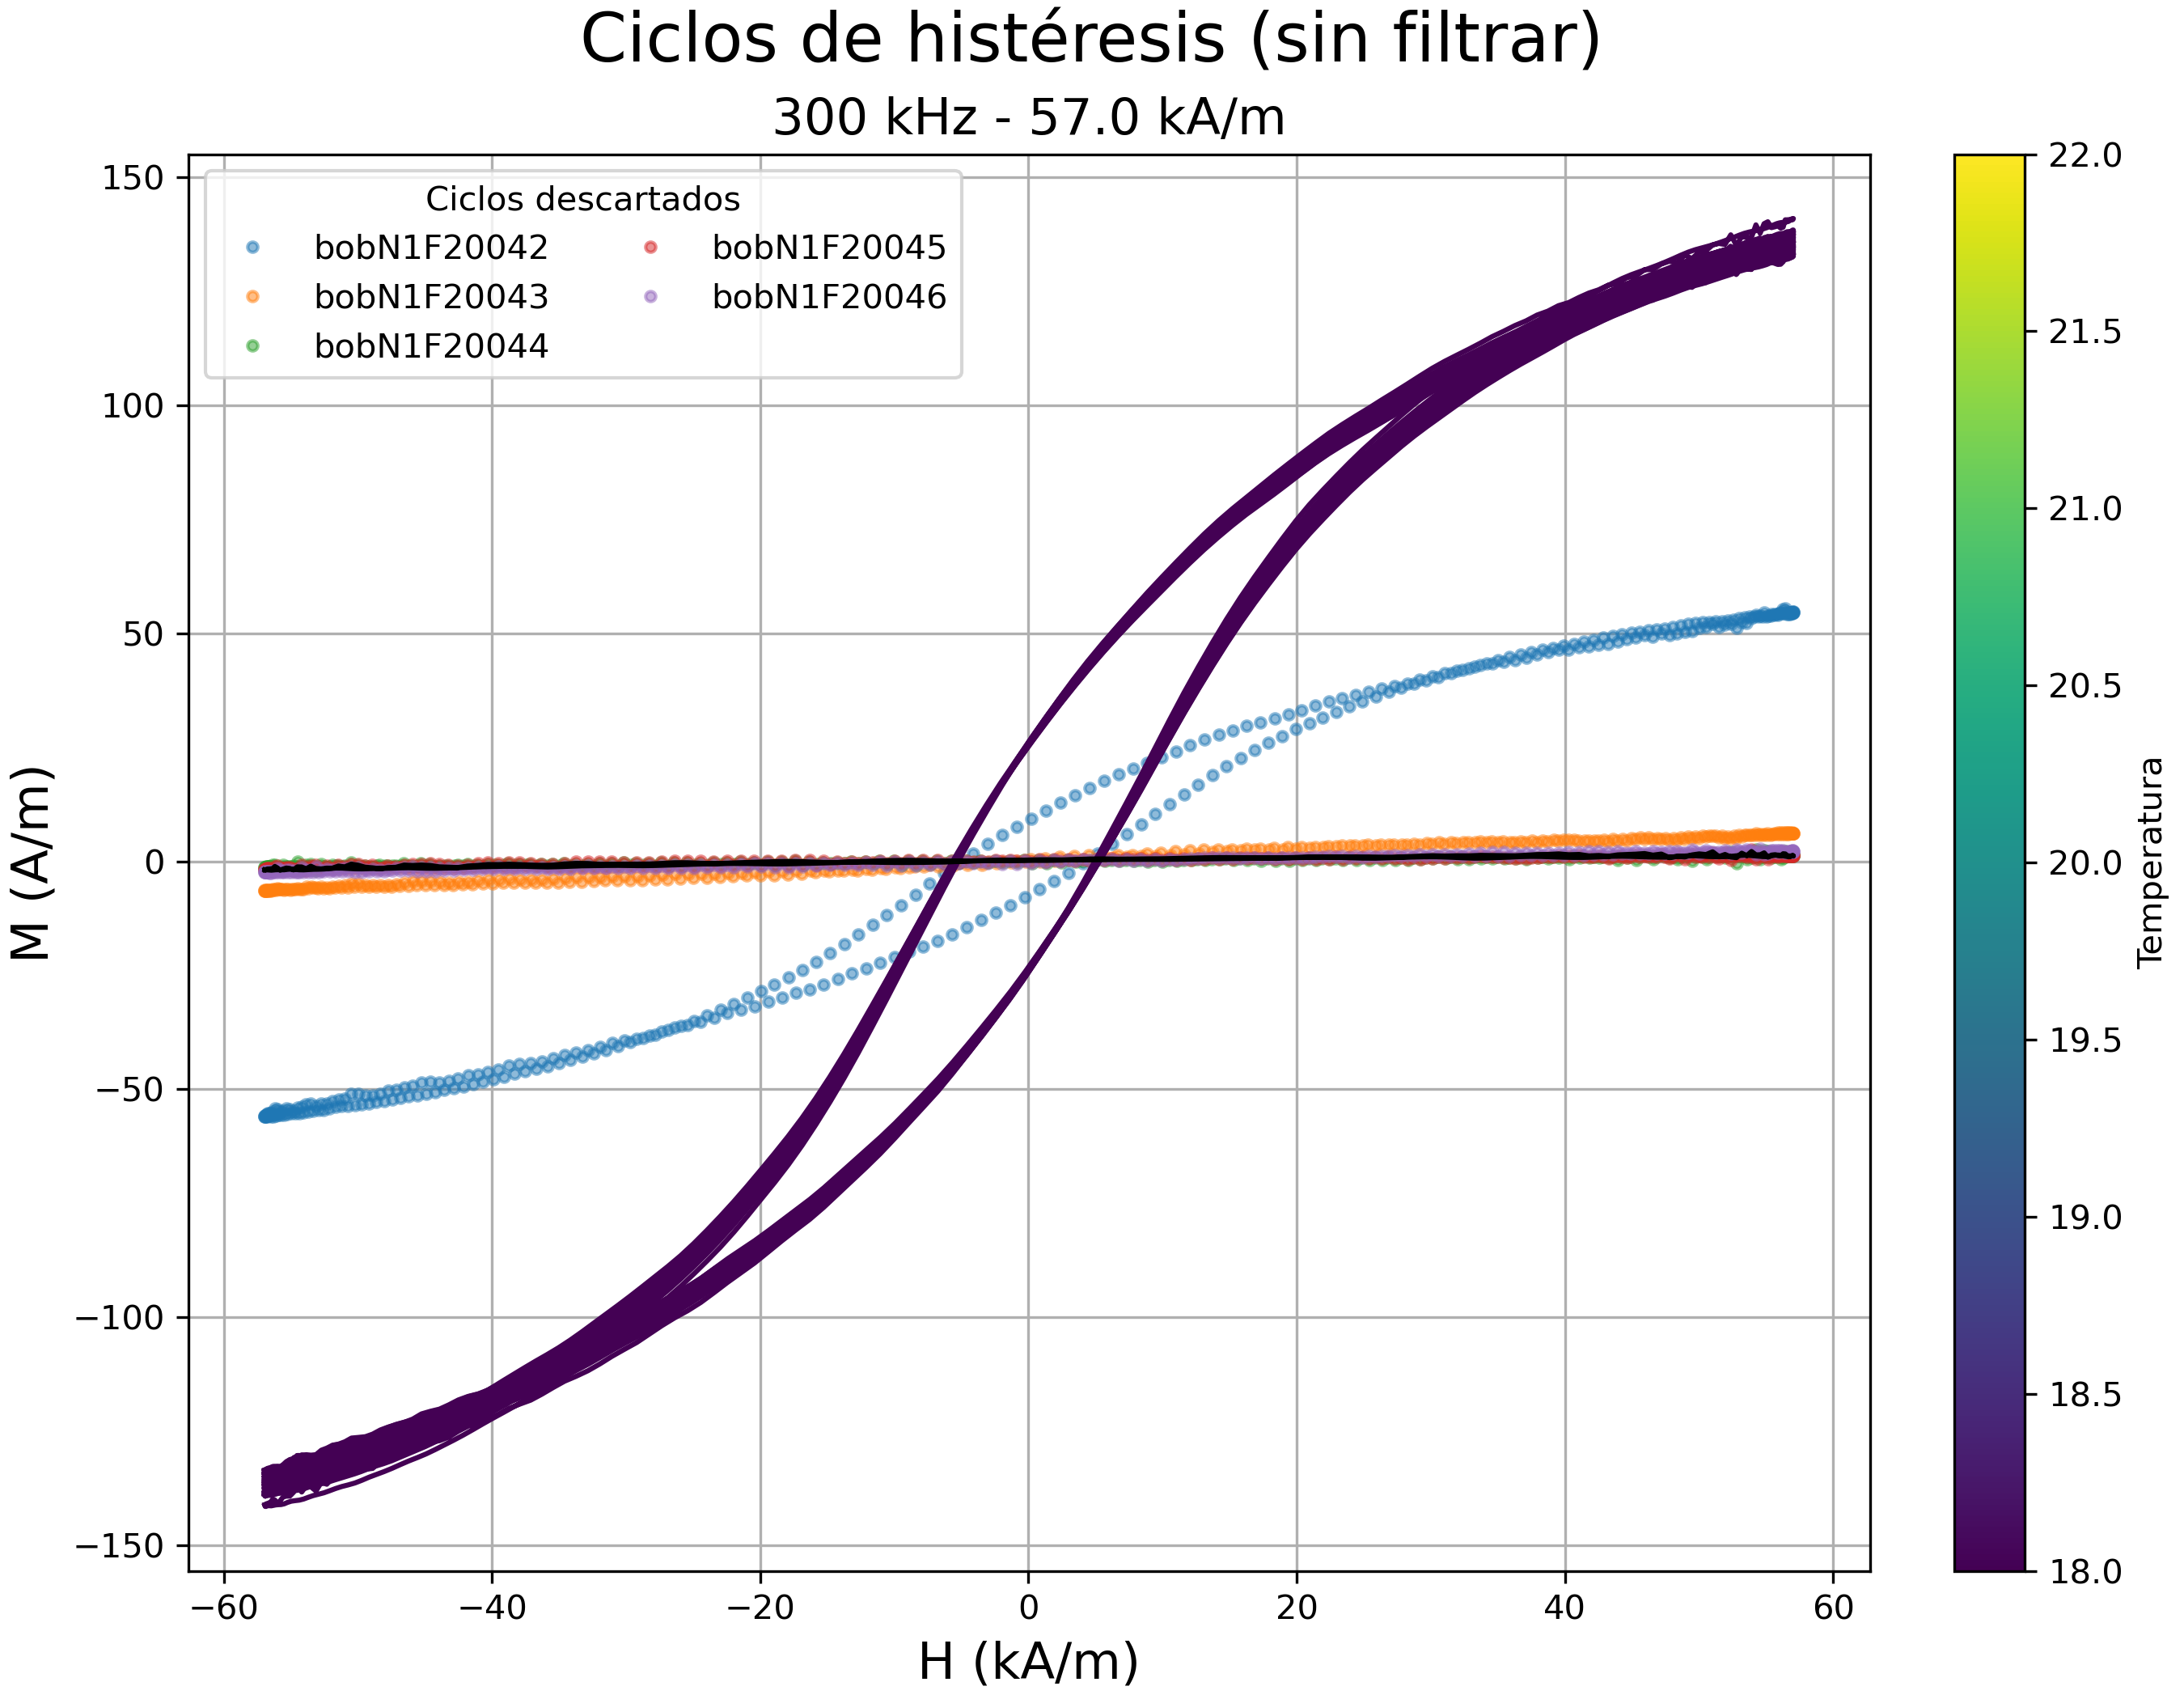 Ciclos de histéresis (sin filtrar)
300 kHz - 57.0 kA/m
Ciclos descartados
bobN1F20042
bobN1F20043
bobN1F20044
bobN1F20045
bobN1F20046
150
100
50
0
−50
−100
−150
M (A/m)
−60
−40
−20
0
20
40
60
H (kA/m)
22.0
21.5
21.0
20.5
20.0
19.5
19.0
18.5
18.0
Temperatura